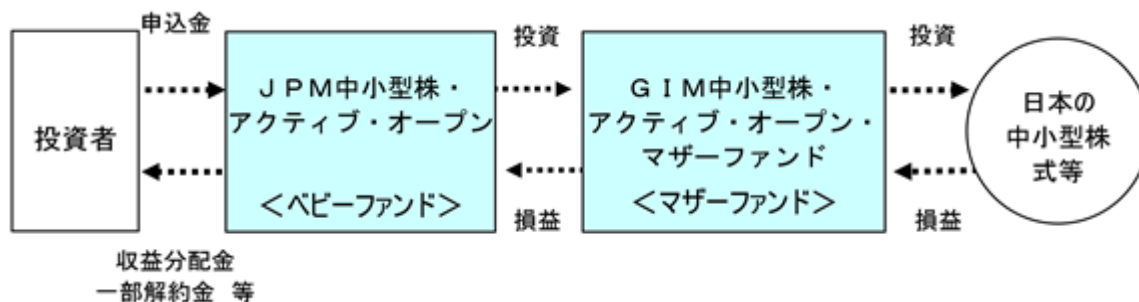 申込金
投資者
収益分配金
一部解約金 等
ＪＰＭ中小型株・
アクティブ・オープン
＜ベビーファンド＞
投資
損益
ＧＩＭ中小型株・
アクティブ・オープン・
マザーファンド
＜マザーファンド＞
投資
損益
日本の
中小型株
式等